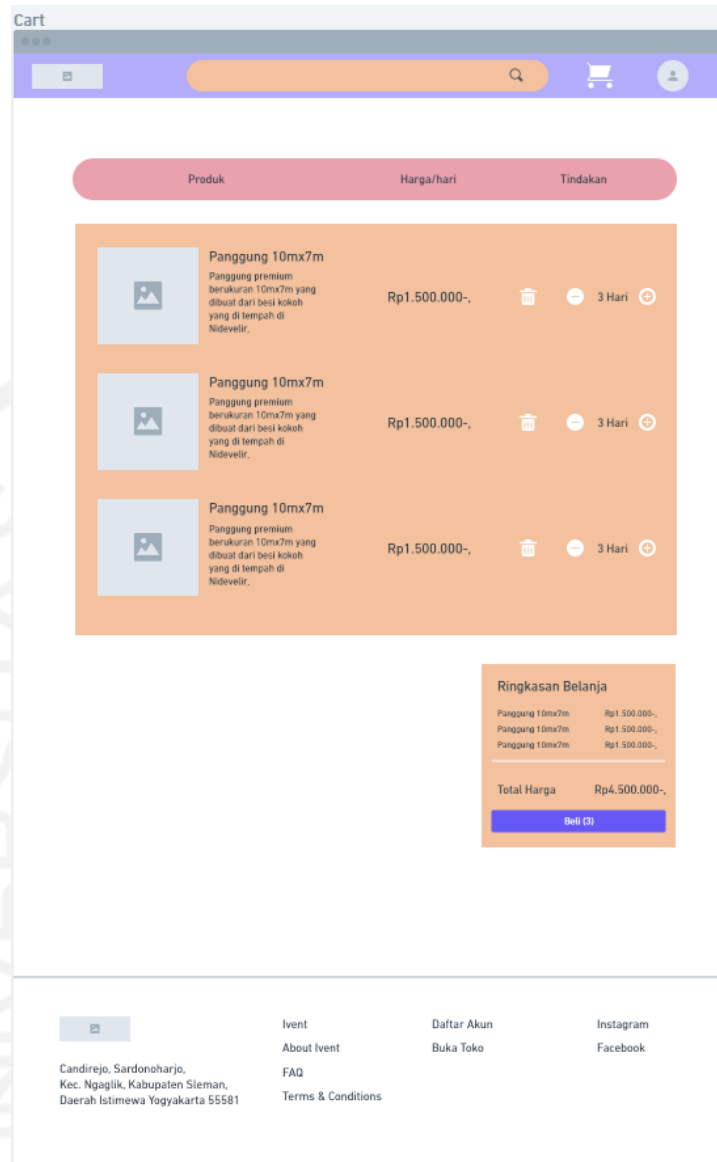 Cart
Produk Harga/hari Tindakan
Panggung 10mx7m
Panggung premium
berukuran 10mx7m yang
dibuat dari besi kokoh
yang di tempah di
Nidevelir.
Rp1.500.000-, 3 Hari
Panggung 10mx7m
Panggung premium
berukuran 10mx7m yang
dibuat dari besi kokoh
yang di tempah di
Nidevelir.
Rp1.500.000-, 3 Hari
Panggung 10mx7m
Panggung premium
berukuran 10mx7m yang
dibuat dari besi kokoh
yang di tempah di
Nidevelir.
Rp1.500.000-, 3 Hari
Ringkasan Belanja
Panggung 10mx7m Rp1.500.000-,
Panggung 10mx7m Rp1.500.000-,
Panggung 10mx7m Rp1.500.000-,
Total Harga Rp4.500.000-,
Beli (3)
Candirejo, Sardonoharjo,
Kec. Ngaglik, Kabupaten Sleman,
Daerah Istimewa Yogyakarta 55581
Ivent
About Ivent
FAQ
Terms & Conditions
Daftar Akun
Buka Toko
Instagram
Facebook